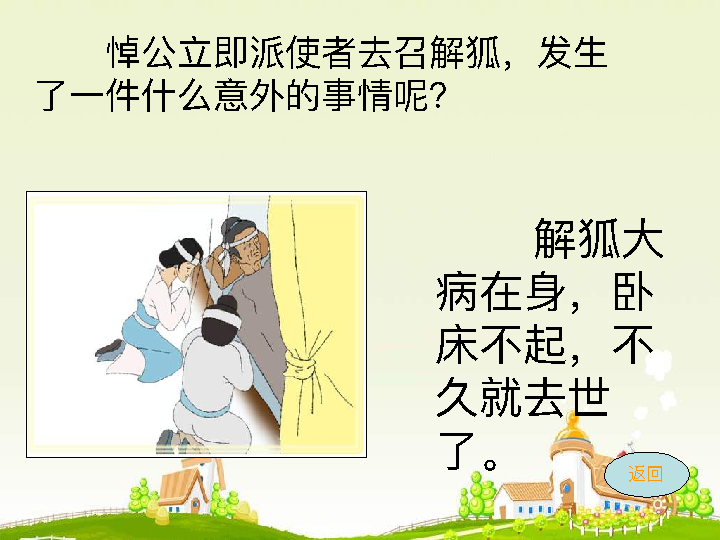 悼公立即派使者去召解狐，发生
了一件什么意外的事情呢？
解狐大
病在身，卧
床不起，不
久就去世
了。
返回